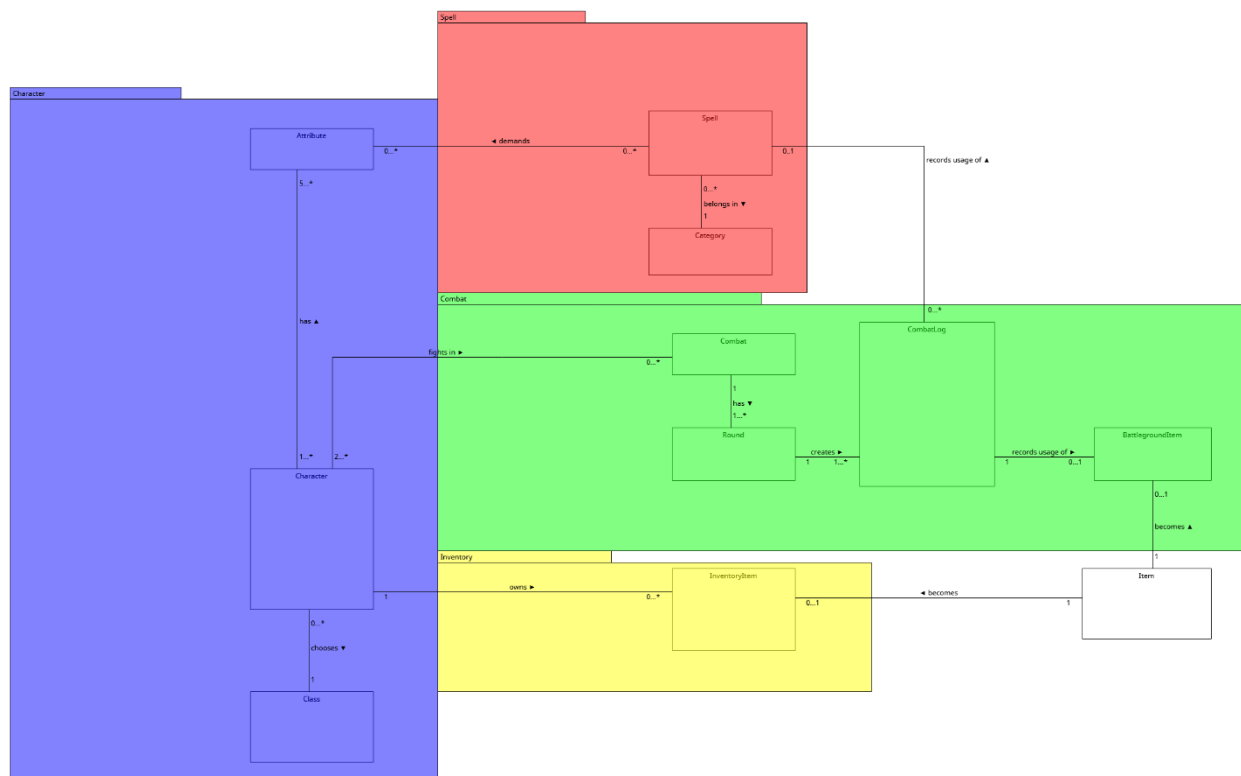 Spell
Character
Spell
Attribute
◄ demands
0...*
0...*
0..1
records usage of ▲
5...*
0...*
belongs in ▼
1
Category
Combat
0...*
has ▲
CombatLog
Combat
fights in ►
0...*
1
has ▼
1...*
Round
BattlegroundItem
creates ►
records usage of ►
1...*
2...*
1
1...*
1
0...1
Character
0...1
becomes ▲
Inventory
1
InventoryItem
Item
owns ►
◄ becomes
1
0...*
0...1
1
0...*
chooses ▼
1
Class